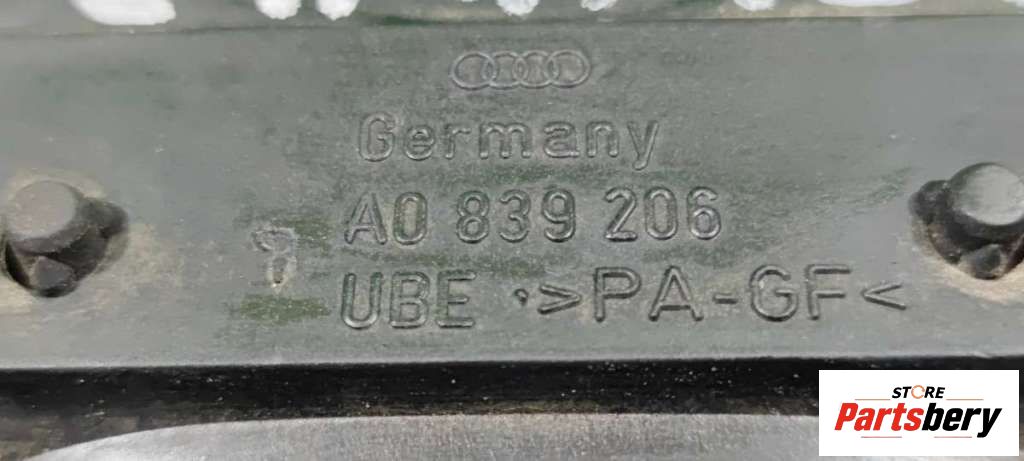 Germany
A0 839 206
UBE >PA-GF<
STORE
Partsbery